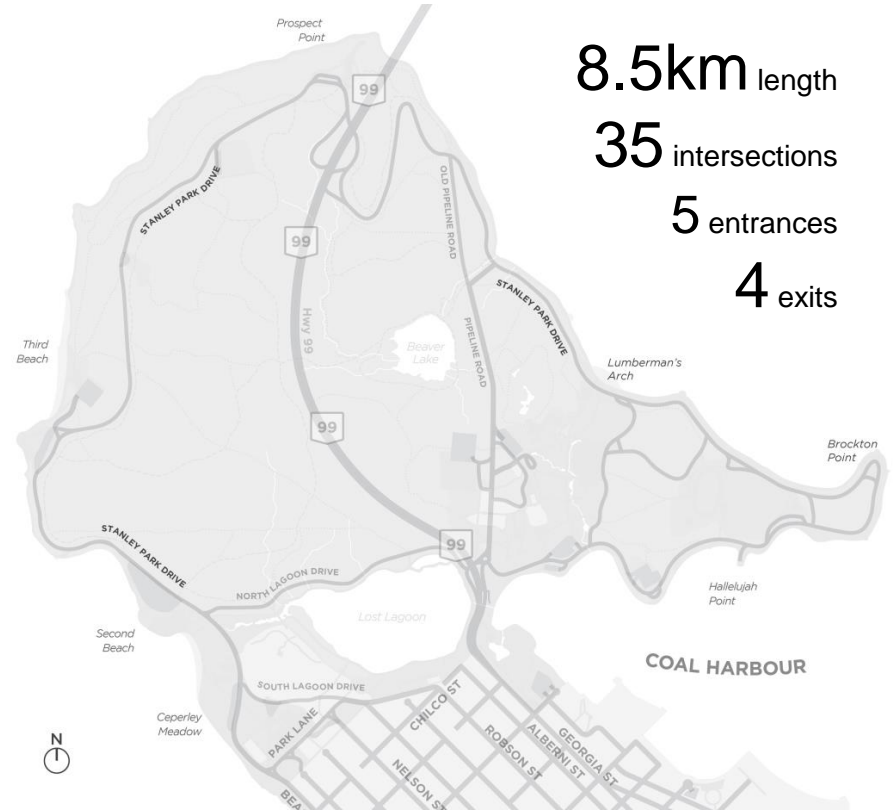 Prospect
Point
8.5km length
35 intersections
5 entrances
4 exits
99
STANLEY PARK DRIVE
OLD PIPELINE ROAD
99
STANLEY PARK DRIVE
Hwy 99
PIPELINE ROAD
Third
Beach
Beaver
Lake
Lumberman's
Arch
99
Brockton
Point
STANLEY PARK DRIVE
99
NORTH LAGOON DRIVE
Hallelujah
Point
Lost Lagoon
Second
Beach
COAL HARBOUR
SOUTH LAGOON DRIVE
CHILCO ST
Ceperley
Meadow
PARK LANE
ROBSON ST
ALBERNI ST
GEORGIA ST
N
NELSON ST